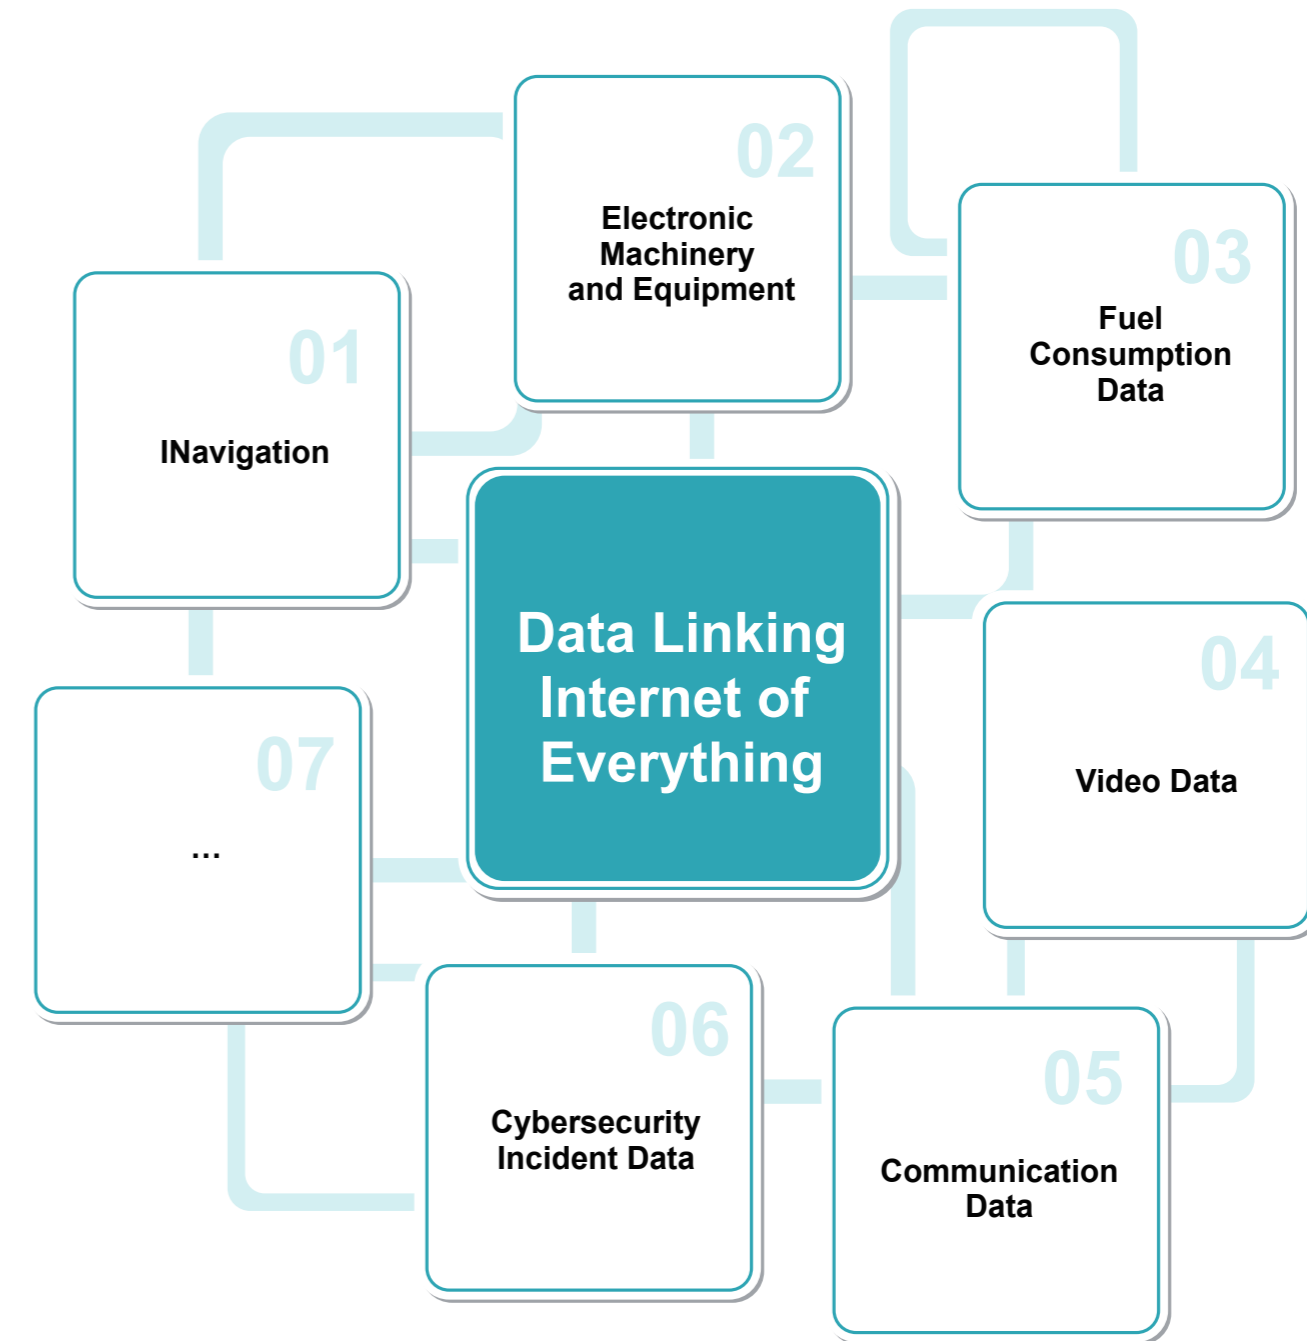 01
INavigation
02
Electronic
Machinery
and Equipment
03
Fuel
Consumption
Data
Data Linking
Internet of
Everything
04
Video Data
05
Communication
Data
06
Cybersecurity
Incident Data
07
...